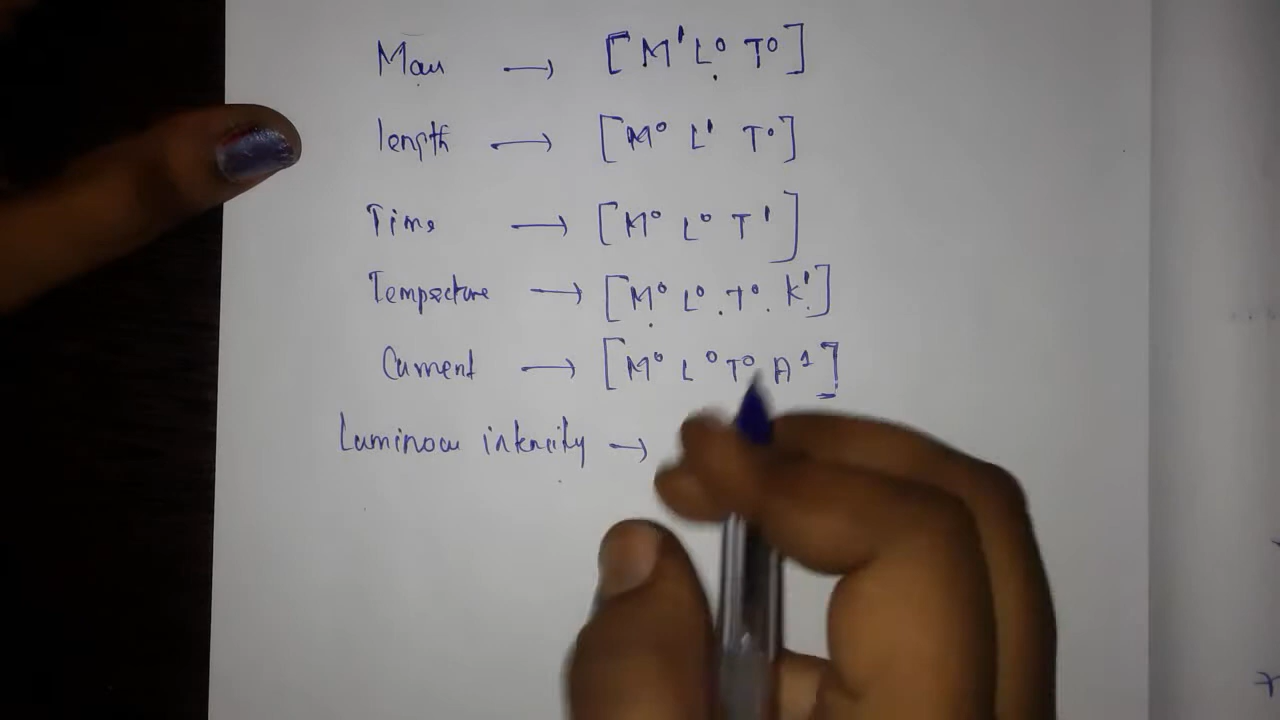 Mass → [M¹ L⁰ T⁰]
length → [M⁰ L¹ T⁰]
Time → [M⁰ L⁰ T¹]
Temperature → [M⁰ L⁰ T⁰ K¹]
Current → [M⁰ L⁰ T⁰ A¹]
Luminous intensity →